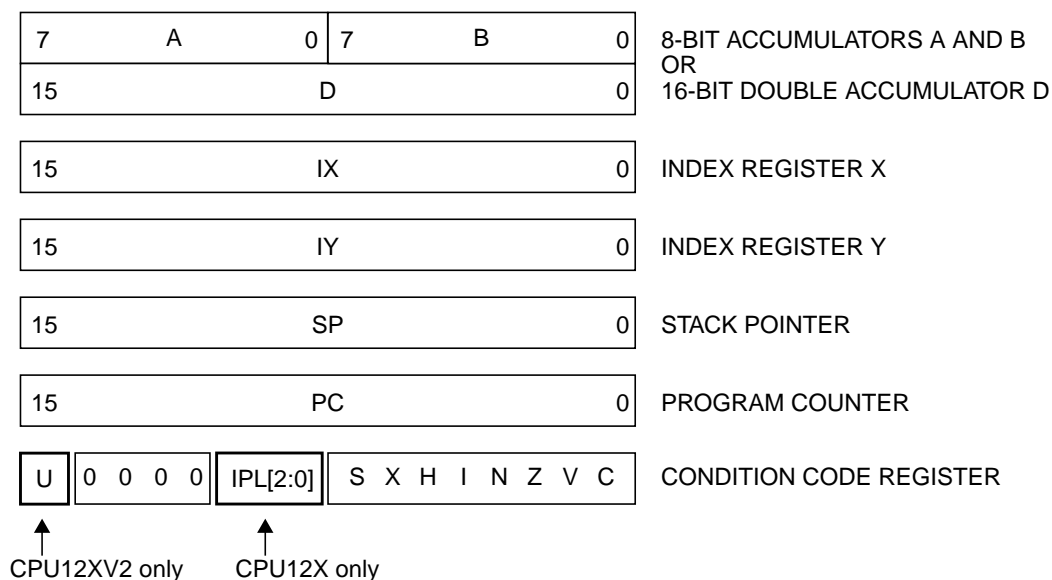 7 A 0 7 B 0 8-BIT ACCUMULATORS A AND B
OR
15 D 0 16-BIT DOUBLE ACCUMULATOR D
15 IX 0 INDEX REGISTER X
15 IY 0 INDEX REGISTER Y
15 SP 0 STACK POINTER
15 PC 0 PROGRAM COUNTER
U 0 0 0 0 IPL[2:0] S X H I N Z V C CONDITION CODE REGISTER
CPU12XV2 only CPU12X only